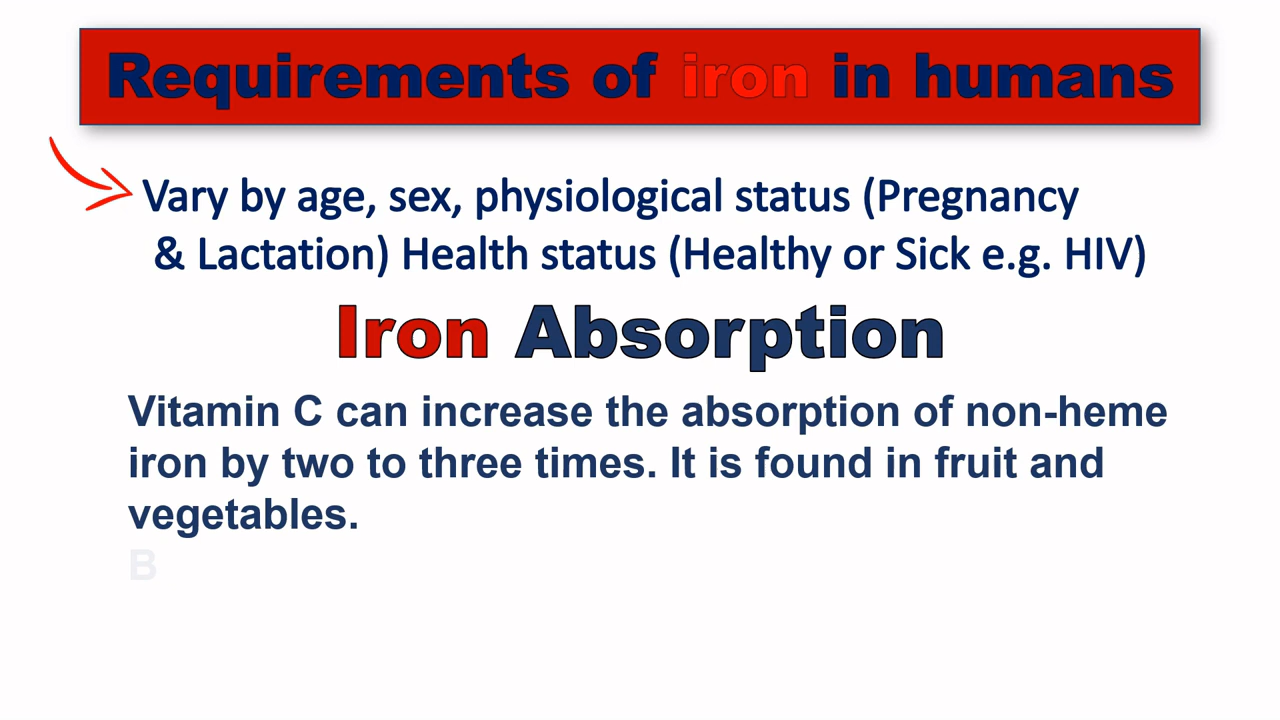 Requirements of iron in humans
Vary by age, sex, physiological status (Pregnancy
& Lactation) Health status (Healthy or Sick e.g. HIV)
Iron Absorption
Vitamin C can increase the absorption of non-heme
iron by two to three times. It is found in fruit and
vegetables.
B